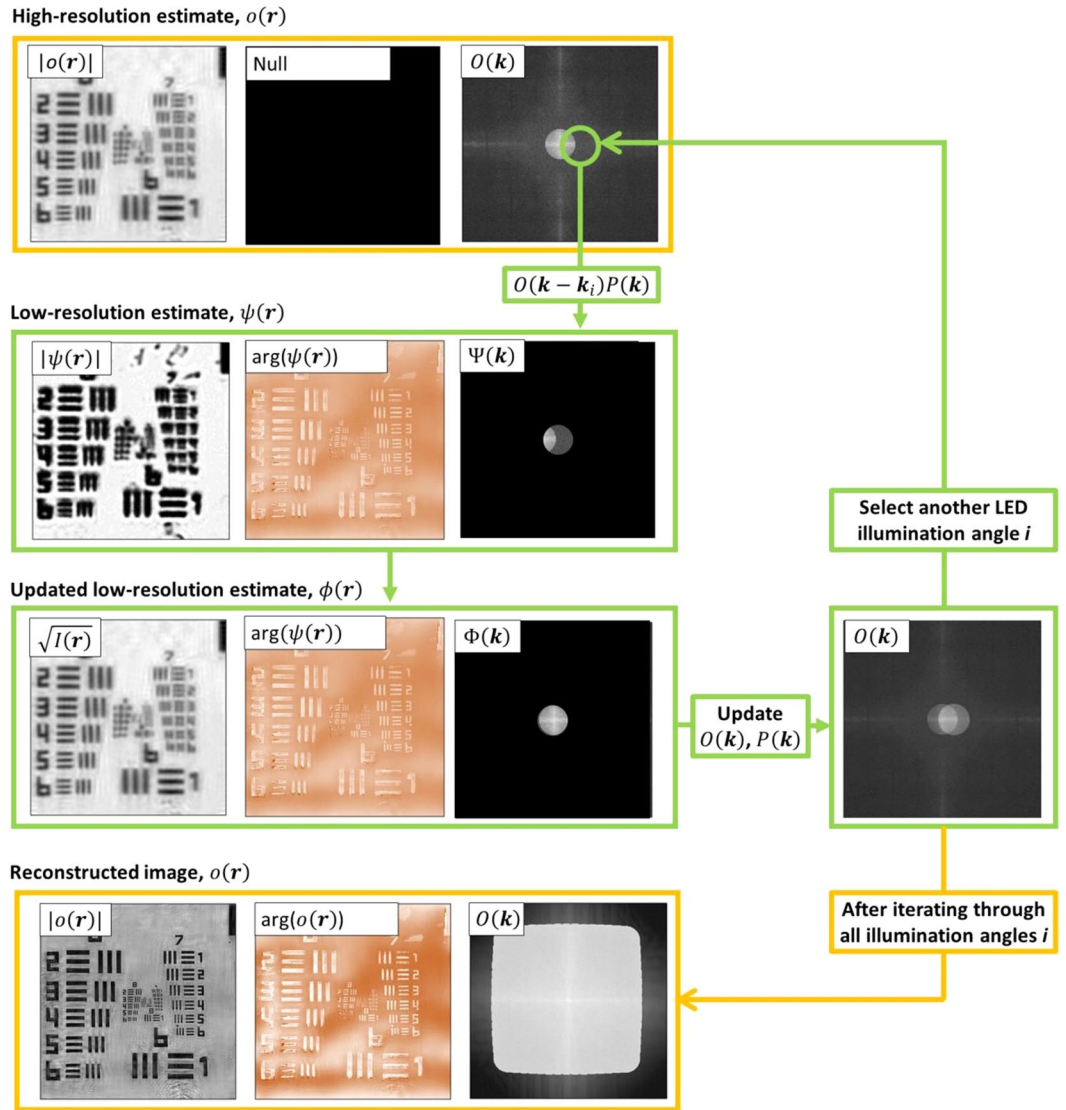 High-resolution estimate, o(r)
|o(r)|
Null
O(k)
O(k − kᵢ)P(k)
Low-resolution estimate, ψ(r)
|ψ(r)|
arg(ψ(r))
Ψ(k)
Select another LED
illumination angle i
Updated low-resolution estimate, ϕ(r)
√I(r)
arg(ψ(r))
Φ(k)
Update
O(k), P(k)
O(k)
Reconstructed image, o(r)
|o(r)|
arg(o(r))
O(k)
After iterating through
all illumination angles i